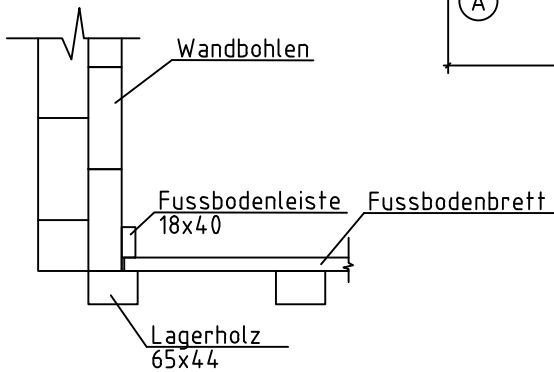 A
Wandbohlen
Fussbodenleiste
18x40
Fussbodenbrett
Lagerholz
65x44